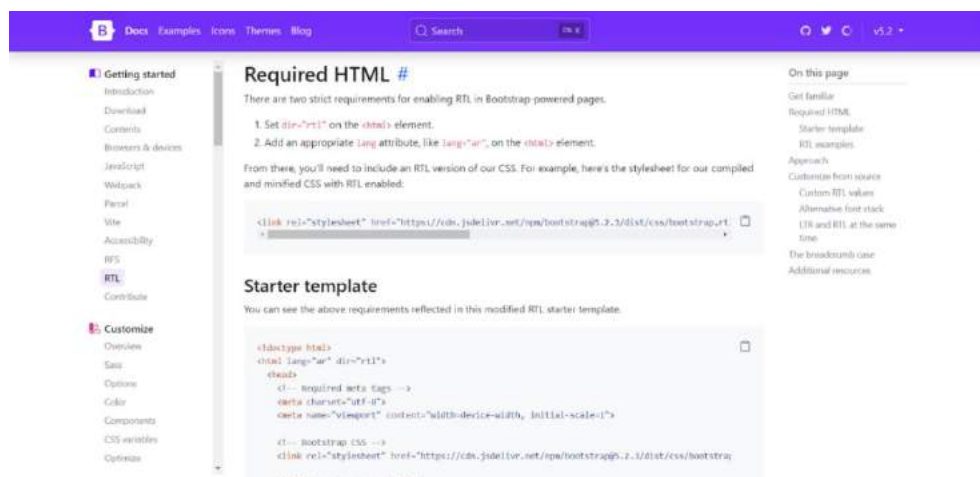 B Docs Examples Icons Themes Blog
Search
v5.2
Getting started
Introduction
Download
Contents
Browsers & devices
JavaScript
Webpack
Parcel
Vite
Accessibility
RFS
RTL
Contribute
Customize
Overview
Sass
Options
Color
Components
CSS variables
Optimize
Required HTML #
There are two strict requirements for enabling RTL in Bootstrap-powered pages.
1. Set dir="rtl" on the <html> element.
2. Add an appropriate lang attribute, like lang="ar", on the <html> element.
From there, you'll need to include an RTL version of our CSS. For example, here's the stylesheet for our compiled
and minified CSS with RTL enabled:
<link rel="stylesheet" href="https://cdn.jsdelivr.net/npm/bootstrap@5.2.3/dist/css/bootstrap.rt
Starter template
You can see the above requirements reflected in this modified RTL starter template.
<!doctype html>
<html lang="ar" dir="rtl">
<head>
<!-- Required meta tags -->
<meta charset="utf-8">
<meta name="viewport" content="width=device-width, initial-scale=1">
<!-- Bootstrap CSS -->
<link rel="stylesheet" href="https://cdn.jsdelivr.net/npm/bootstrap@5.2.3/dist/css/bootstrap
On this page
Get familiar
Required HTML
Starter template
RTL examples
Approach
Customize from source
Custom RTL values
Alternative font stack
LTR and RTL at the same
time
The breadcrumb case
Additional resources